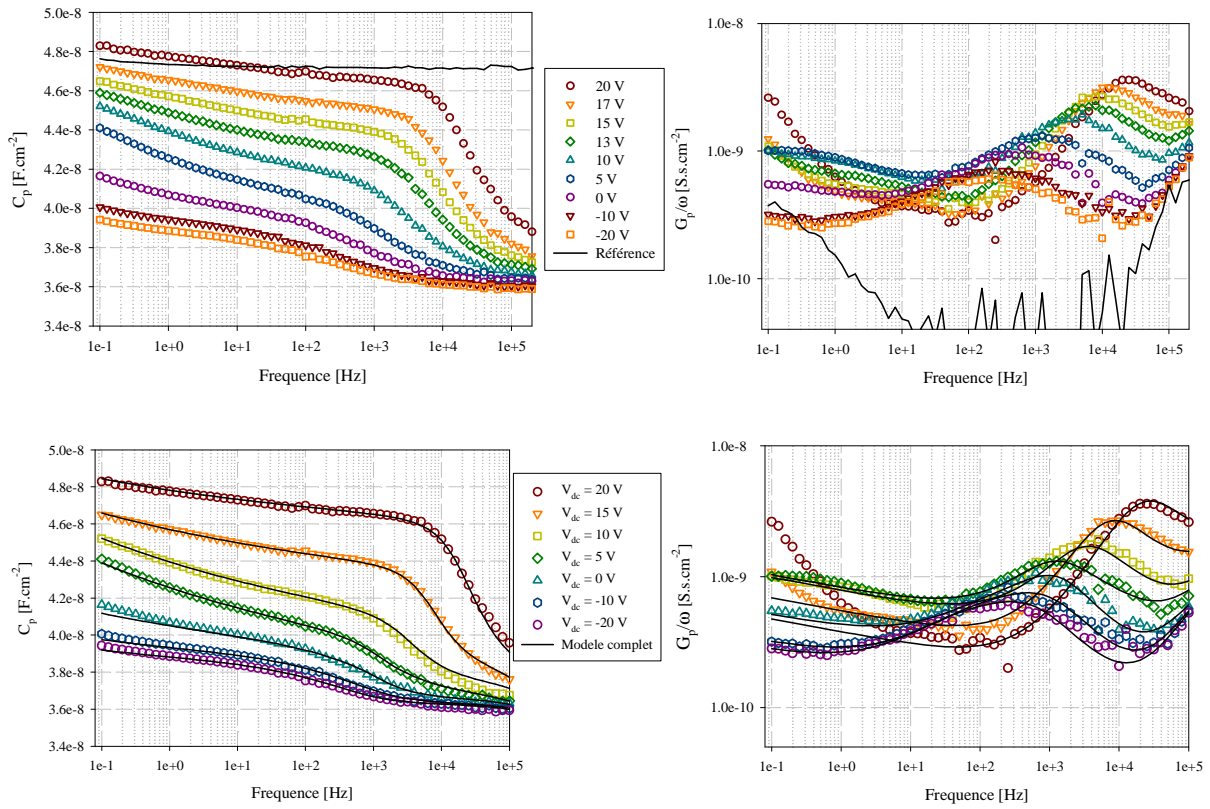 5.0e-8
4.8e-8
4.6e-8
4.4e-8
4.2e-8
4.0e-8
3.8e-8
3.6e-8
3.4e-8
C_p [F.cm^-2]
1e-1 1e+0 1e+1 1e+2 1e+3 1e+4 1e+5
Frequence [Hz]
20 V
17 V
15 V
13 V
10 V
5 V
0 V
-10 V
-20 V
Référence
1.0e-8
1.0e-9
1.0e-10
G_p/ω [S.s.cm^-2]
1e-1 1e+0 1e+1 1e+2 1e+3 1e+4 1e+5
Frequence [Hz]
5.0e-8
4.8e-8
4.6e-8
4.4e-8
4.2e-8
4.0e-8
3.8e-8
3.6e-8
3.4e-8
C_p [F.cm^-2]
1e-1 1e+0 1e+1 1e+2 1e+3 1e+4 1e+5
Frequence [Hz]
V_dc = 20 V
V_dc = 15 V
V_dc = 10 V
V_dc = 5 V
V_dc = 0 V
V_dc = -10 V
V_dc = -20 V
Modele complet
1.0e-8
1.0e-9
1.0e-10
G_p/ω [S.s.cm^-2]
1e-1 1e+0 1e+1 1e+2 1e+3 1e+4 1e+5
Frequence [Hz]